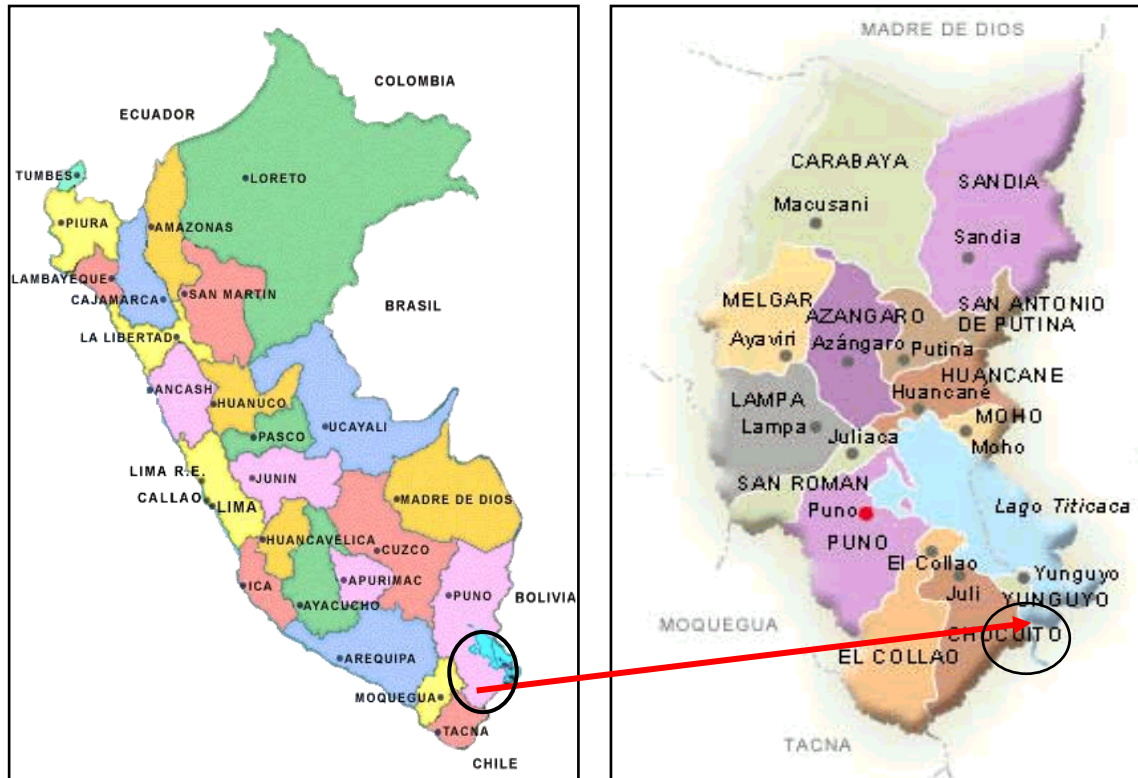 COLOMBIA
ECUADOR
TUMBES
LORETO
PIURA
AMAZONAS
LAMBAYEQUE
CAJAMARCA
SAN MARTIN
BRASIL
LA LIBERTAD
ANCASH
HUANUCO
UCAYALI
PASCO
LIMA R.E.
JUNIN
CALLAO
LIMA
MADRE DE DIOS
HUANCAVELICA
CUZCO
ICA
APURIMAC
PUNO
BOLIVIA
AYACUCHO
AREQUIPA
MOQUEGUA
TACNA
CHILE
MADRE DE DIOS
CARABAYA
SANDIA
Macusani
Sandia
MELGAR
AZANGARO
SAN ANTONIO
DE PUTINA
Ayaviri
Azángaro
Putina
HUANCANE
Huancané
LAMPA
MOHO
Lampa
Juliaca
Moho
SAN ROMAN
Lago Titicaca
Puno
PUNO
El Collao
Yunguyo
Juli
YUNGUYO
MOQUEGUA
CHUCUITO
EL COLLAO
TACNA